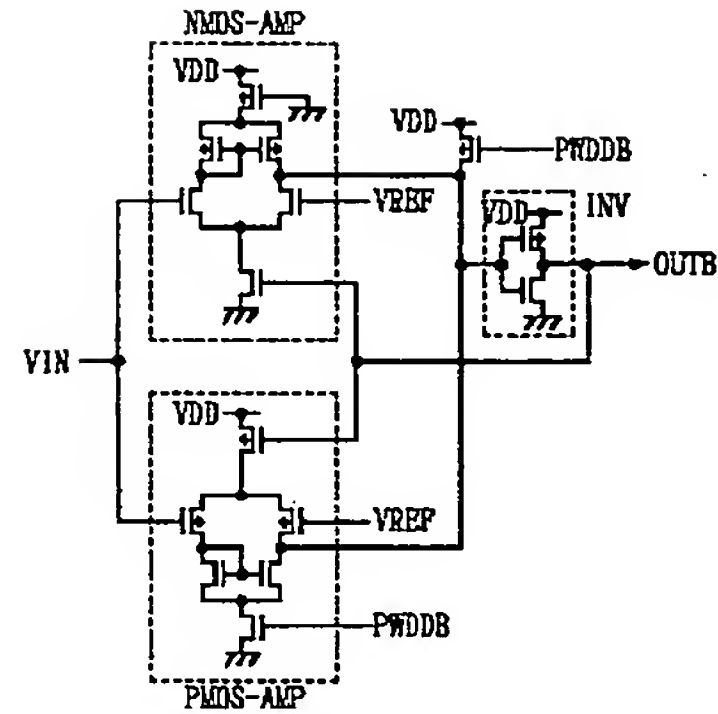 NMOS-AMP
VDD
VDD
PWDDB
VREF
VDD
INV
OUTB
VIN
VDD
VREF
PWDDB
PMOS-AMP